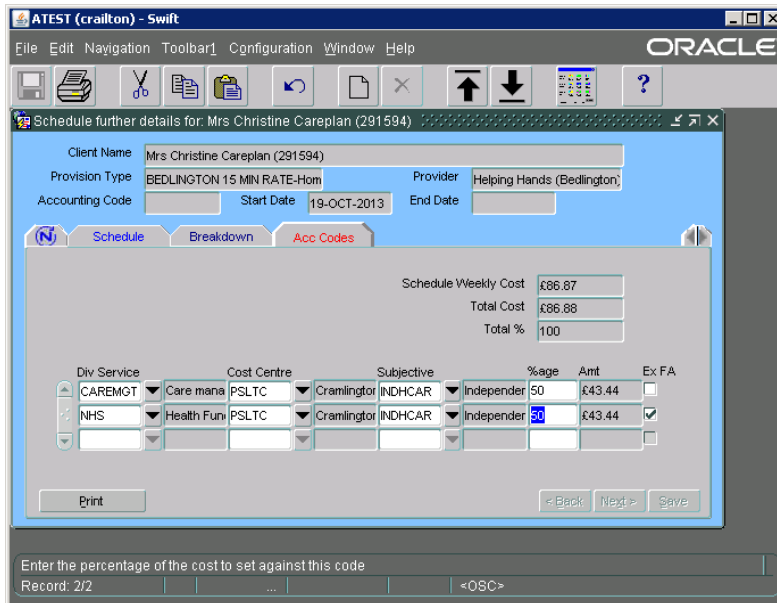 ATEST (crailton) - Swift
File Edit Navigation Toolbar1 Configuration Window Help
ORACLE
?
Schedule further details for: Mrs Christine Careplan (291594)
Client Name Mrs Christine Careplan (291594)
Provision Type BEDLINGTON 15 MIN RATE-Hom Provider Helping Hands (Bedlington)
Accounting Code Start Date 19-OCT-2013 End Date
N Schedule Breakdown Acc Codes
Schedule Weekly Cost £86.87
Total Cost £86.88
Total % 100
Div Service Cost Centre Subjective %age Amt Ex FA
CAREMGT Care mana PSLTC Cramlingtor INDHCAR Independer 50 £43.44
NHS Health Fun PSLTC Cramlingtor INDHCAR Independer 50 £43.44
Print < Back Next > Save
Enter the percentage of the cost to set against this code
Record: 2/2 ... <OSC>